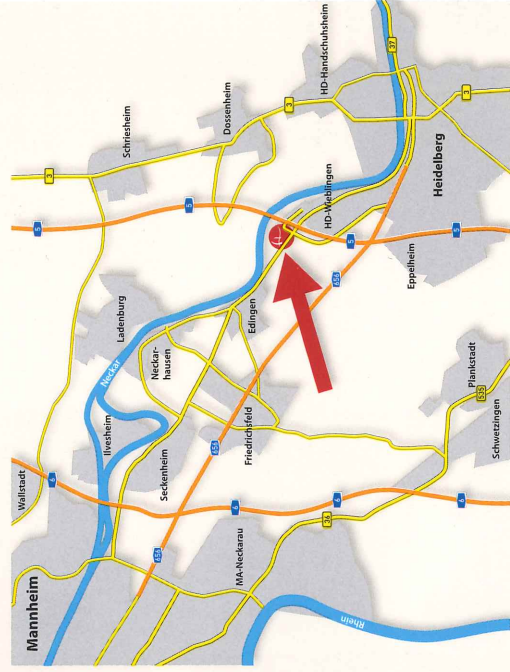 Mannheim
Wallstadt
6
5
3
Ilvesheim
Neckar
Ladenburg
Schriesheim
Seckenheim
Neckar-
hausen
656
656
5
MA-Neckarau
6
Friedrichsfeld
Edingen
Dossenheim
3
36
6
656
HD-Wieblingen
HD-Handschuhsheim
Rhein
5
37
Eppelheim
Heidelberg
6
5
3
535
Plankstadt
Schwetzingen